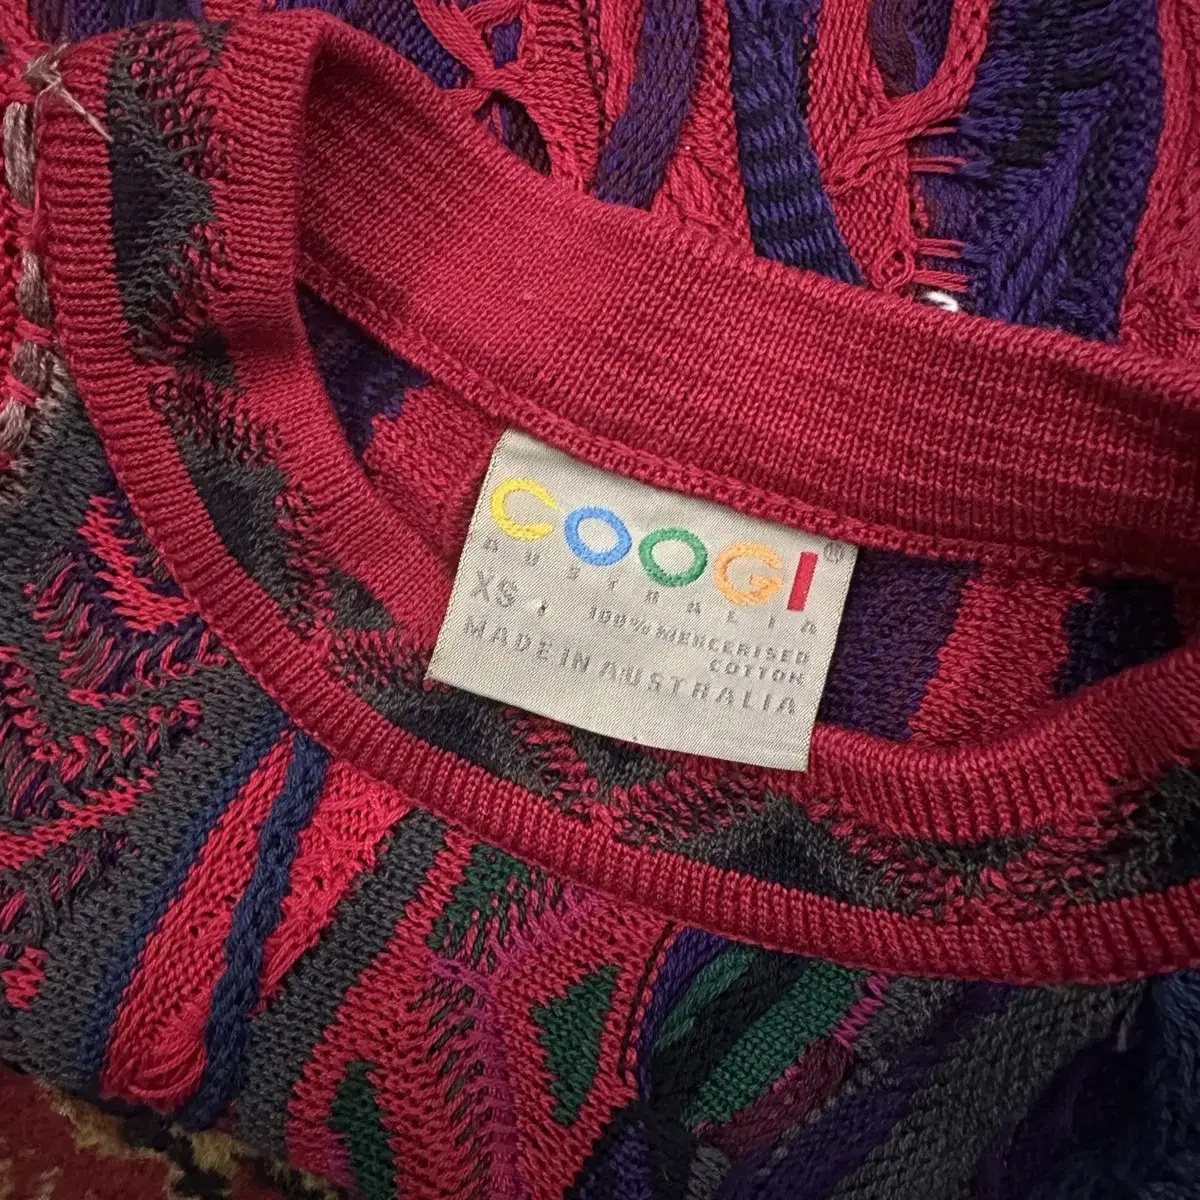 COOGI®
AUSTRALIA
XS 100% MERCERISED
COTTON
MADE IN AUSTRALIA